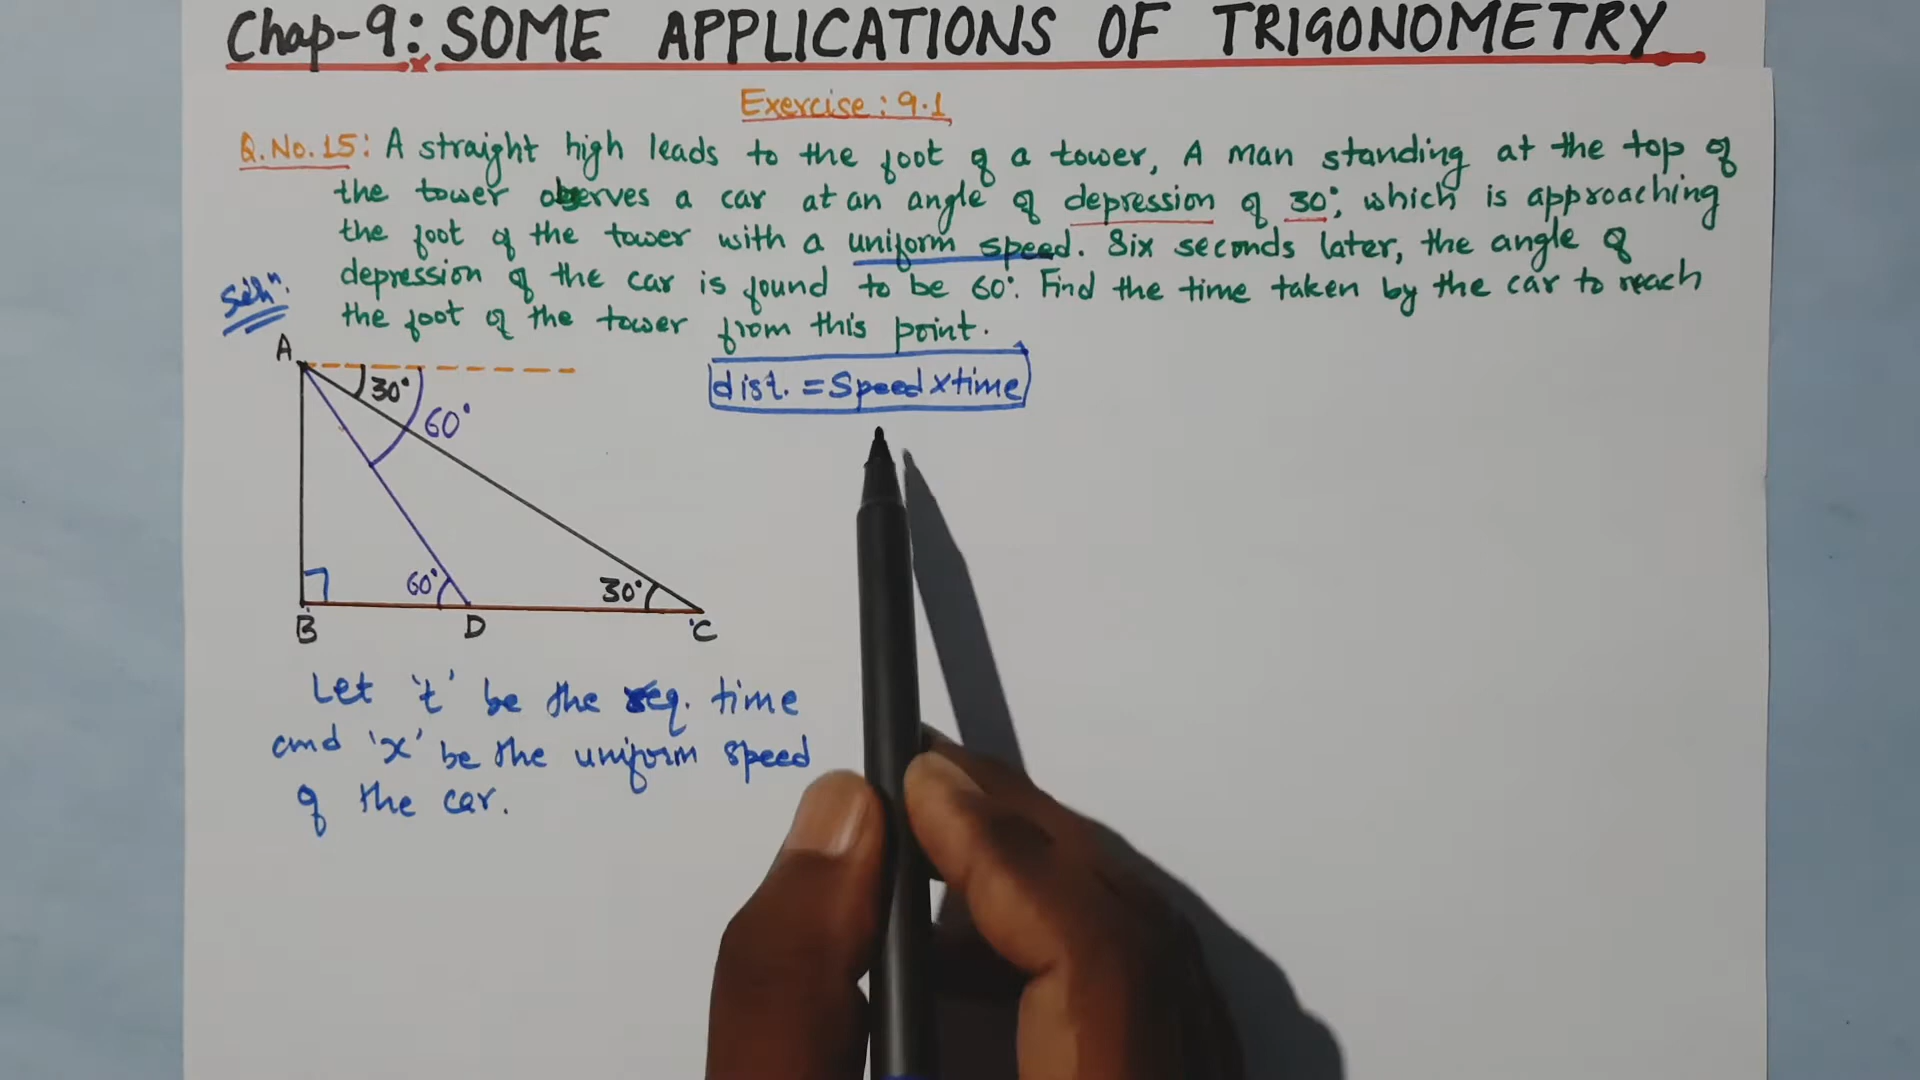 Chap-9: SOME APPLICATIONS OF TRIGONOMETRY
Exercise: 9.1
Q.No.15: A straight high leads to the foot of a tower, A man standing at the top of
the tower observes a car at an angle of depression of 30°, which is approaching
the foot of the tower with a uniform speed. Six seconds later, the angle of
depression of the car is found to be 60°. Find the time taken by the car to reach
the foot of the tower from this point.
Solⁿ.
dist. = Speed x time
A
30°
60°
60°
30°
B
D
C
Let 't' be the req. time
and 'x' be the uniform speed
of the car.